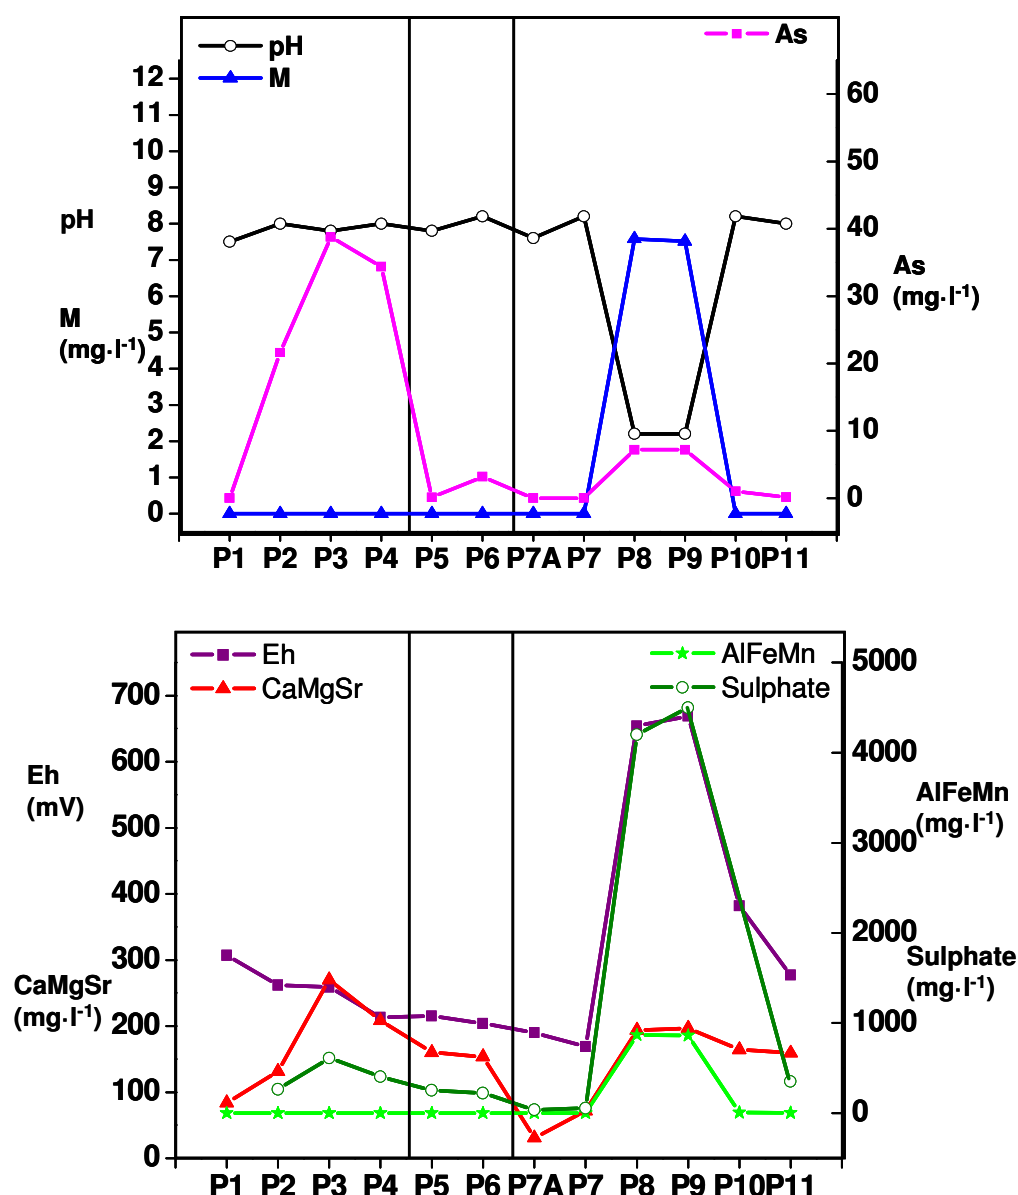 pH
M
As
12
11
10
9
8
7
6
5
4
3
2
1
0
pH
M
(mg·l-1)
60
50
40
30
20
10
0
As
(mg·l-1)
P1 P2 P3 P4 P5 P6 P7A P7 P8 P9 P10 P11
Eh
CaMgSr
AlFeMn
Sulphate
700
600
500
400
300
200
100
0
Eh
(mV)
CaMgSr
(mg·l-1)
5000
4000
3000
2000
1000
0
AlFeMn
(mg·l-1)
Sulphate
(mg·l-1)
P1 P2 P3 P4 P5 P6 P7A P7 P8 P9 P10 P11